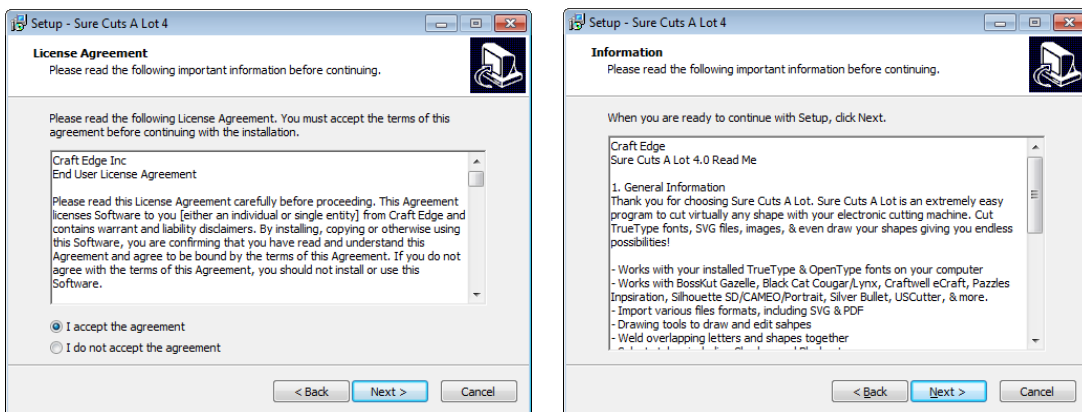 Setup - Sure Cuts A Lot 4
License Agreement
Please read the following important information before continuing.
Please read the following License Agreement. You must accept the terms of this
agreement before continuing with the installation.
Craft Edge Inc
End User License Agreement
Please read this License Agreement carefully before proceeding. This Agreement
licenses Software to you [either an individual or single entity] from Craft Edge and
contains warrant and liability disclaimers. By installing, copying or otherwise using
this Software, you are confirming that you have read and understand this
Agreement and agree to be bound by the terms of this Agreement. If you do not
agree with the terms of this Agreement, you should not install or use this
Software.
I accept the agreement
I do not accept the agreement
< Back
Next >
Cancel
Setup - Sure Cuts A Lot 4
Information
Please read the following important information before continuing.
When you are ready to continue with Setup, click Next.
Craft Edge
Sure Cuts A Lot 4.0 Read Me
1. General Information
Thank you for choosing Sure Cuts A Lot. Sure Cuts A Lot is an extremely easy
program to cut virtually any shape with your electronic cutting machine. Cut
TrueType fonts, SVG files, images, & even draw your shapes giving you endless
possibilities!
- Works with your installed TrueType & OpenType fonts on your computer
- Works with BossKut Gazelle, Black Cat Cougar/Lynx, Craftwell eCraft, Pazzles
Inpsiration, Silhouette SD/CAMEO/Portrait, Silver Bullet, USCutter, & more.
- Import various files formats, including SVG & PDF
- Drawing tools to draw and edit sahpes
- Weld overlapping letters and shapes together
< Back
Next >
Cancel